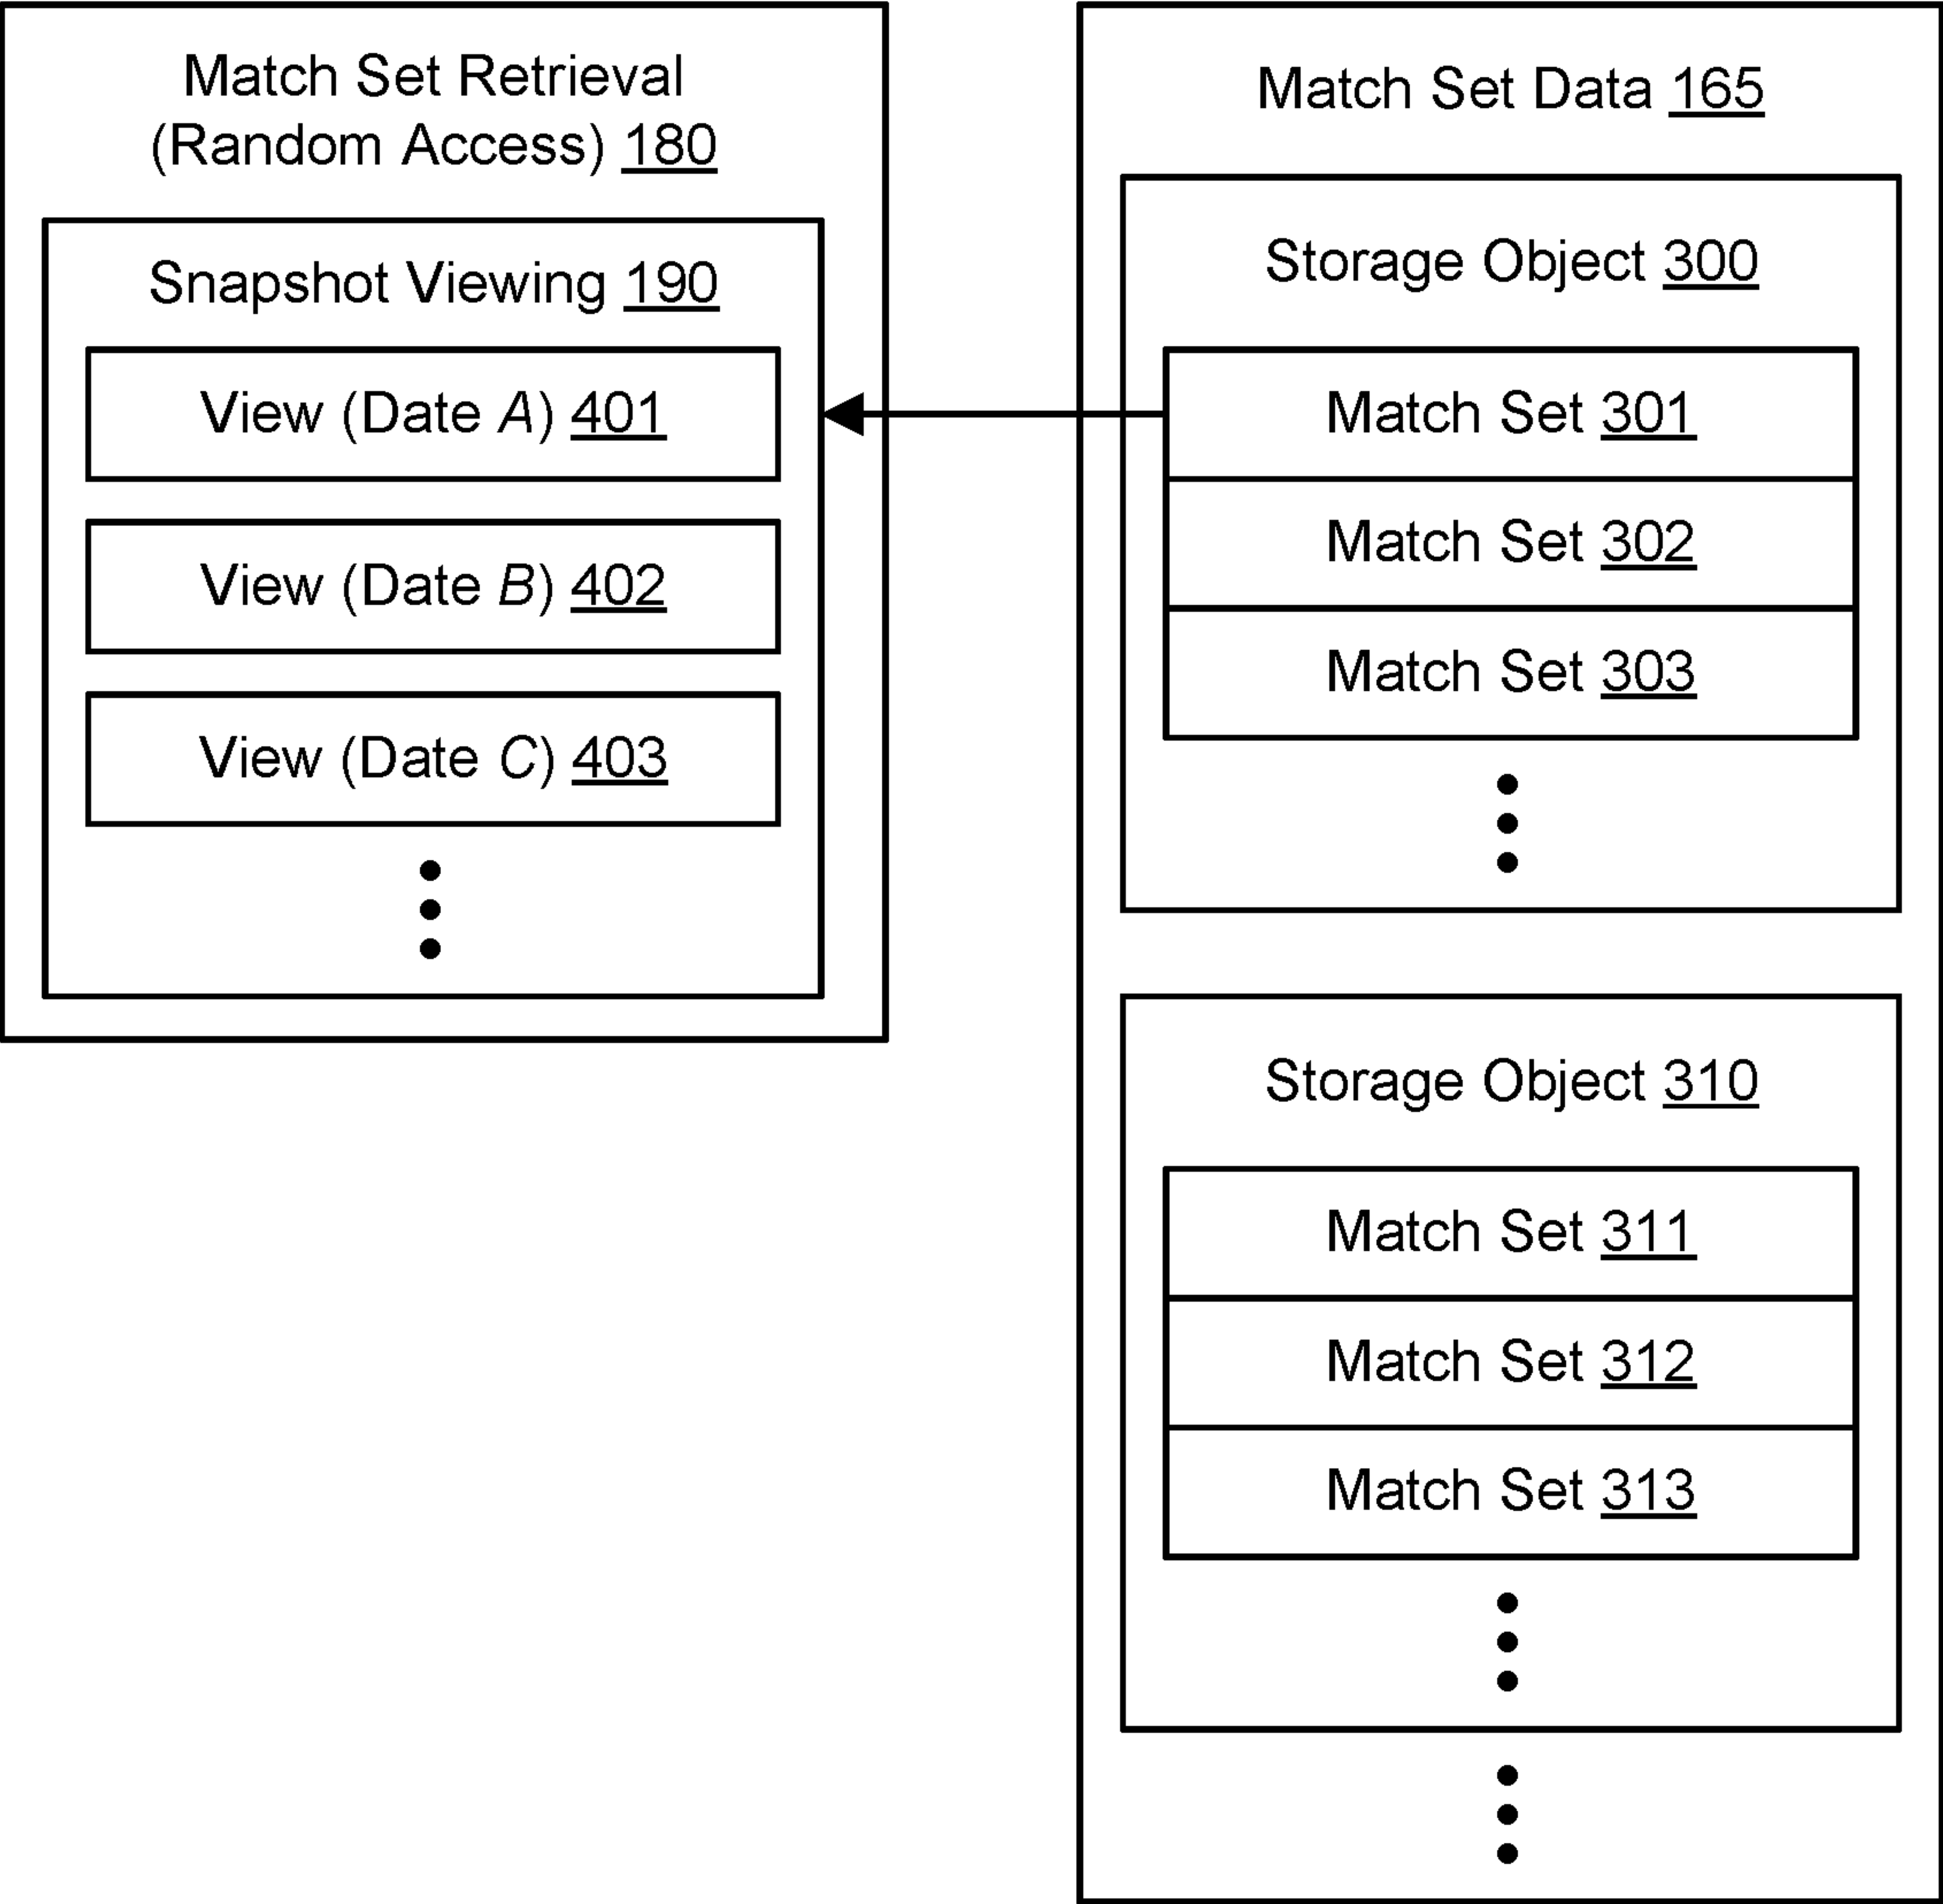 Match Set Retrieval
(Random Access) 180
Snapshot Viewing 190
View (Date A) 401
View (Date B) 402
View (Date C) 403
Match Set Data 165
Storage Object 300
Match Set 301
Match Set 302
Match Set 303
Storage Object 310
Match Set 311
Match Set 312
Match Set 313